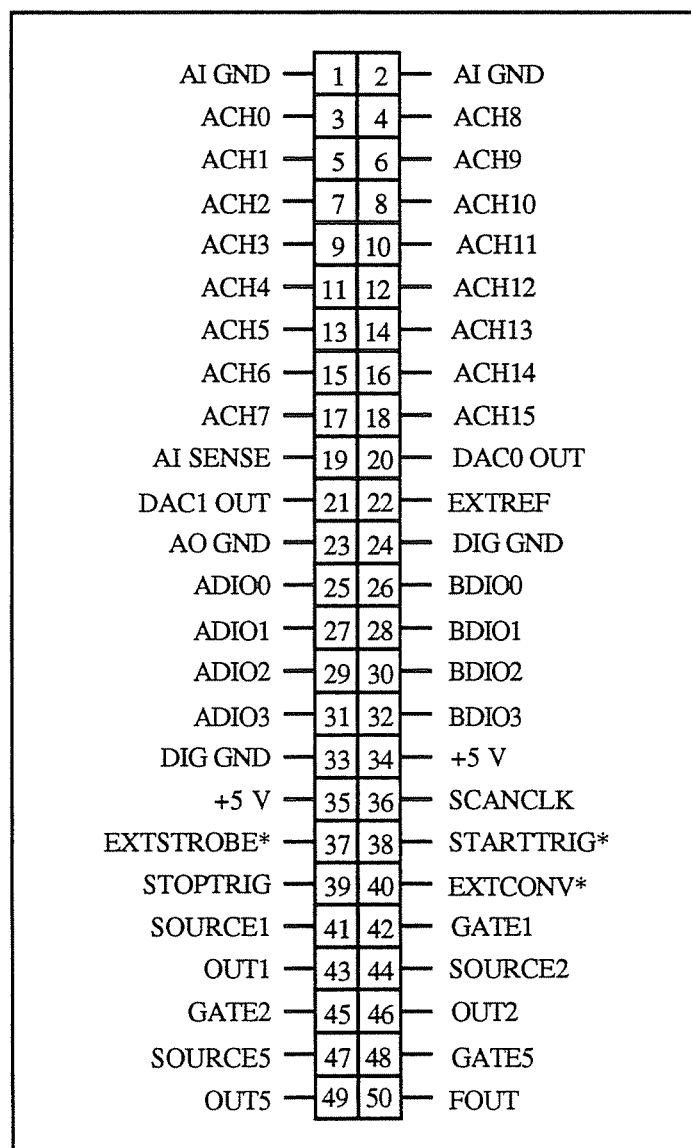 AI GND 1 2 AI GND
ACH0 3 4 ACH8
ACH1 5 6 ACH9
ACH2 7 8 ACH10
ACH3 9 10 ACH11
ACH4 11 12 ACH12
ACH5 13 14 ACH13
ACH6 15 16 ACH14
ACH7 17 18 ACH15
AI SENSE 19 20 DAC0 OUT
DAC1 OUT 21 22 EXTREF
AO GND 23 24 DIG GND
ADIO0 25 26 BDIO0
ADIO1 27 28 BDIO1
ADIO2 29 30 BDIO2
ADIO3 31 32 BDIO3
DIG GND 33 34 +5 V
+5 V 35 36 SCANCLK
EXTSTROBE* 37 38 STARTTRIG*
STOPTRIG 39 40 EXTCONV*
SOURCE1 41 42 GATE1
OUT1 43 44 SOURCE2
GATE2 45 46 OUT2
SOURCE5 47 48 GATE5
OUT5 49 50 FOUT